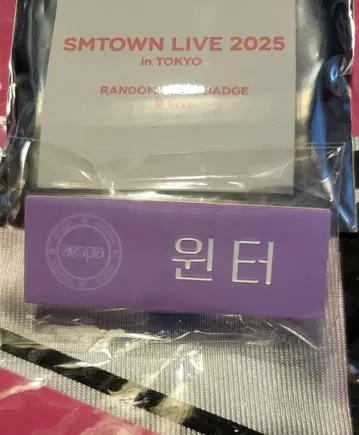 SMTOWN LIVE 2025
in TOKYO
RANDOM BADGE
aespa
윈터